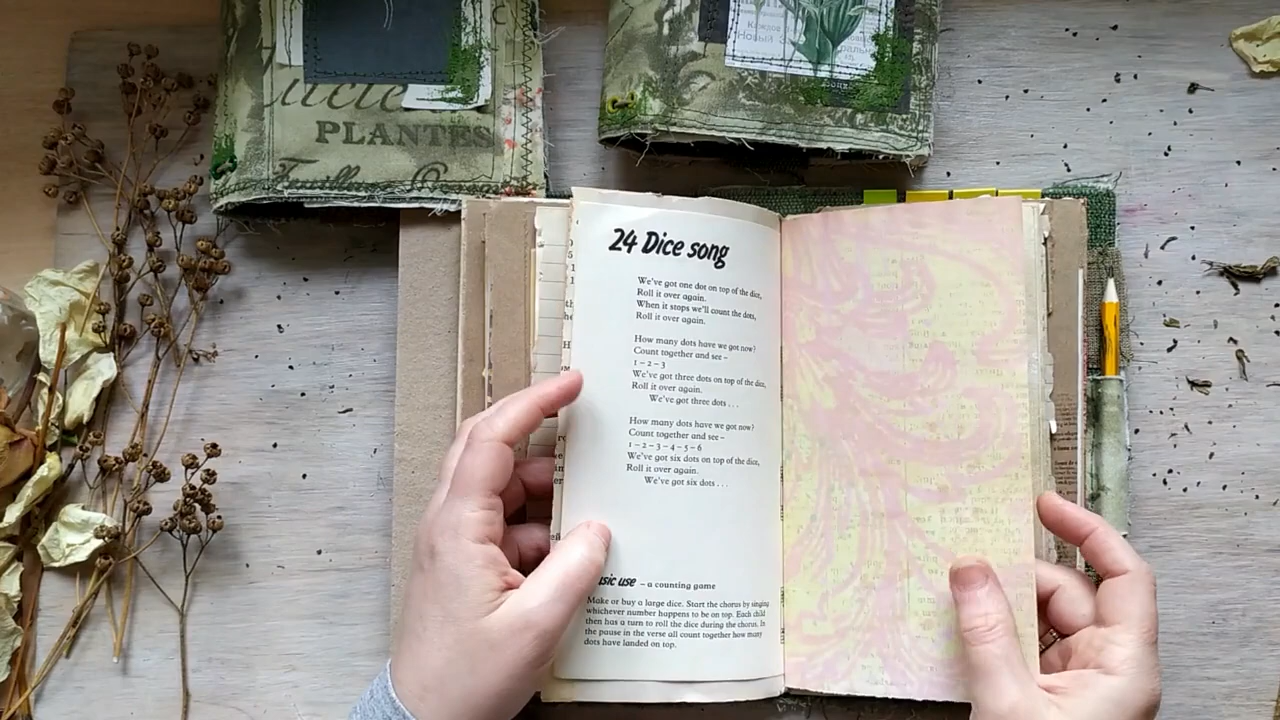 PLANTES
24 Dice song
We've got one dot on top of the dice,
Roll it over again.
When it stops we'll count the dots,
Roll it over again.
How many dots have we got now?
Count together and see –
1 – 2 – 3
We've got three dots on top of the dice,
Roll it over again.
We've got three dots . . .
How many dots have we got now?
Count together and see –
1 – 2 – 3 – 4 – 5 – 6
We've got six dots on top of the dice,
Roll it over again.
We've got six dots . . .
use – a counting game
Make or buy a large dice. Start the chorus by singing
whichever number happens to be on top. Each child
then has a turn to roll the dice during the chorus. In
the pause in the verse all count together how many
dots have landed on top.